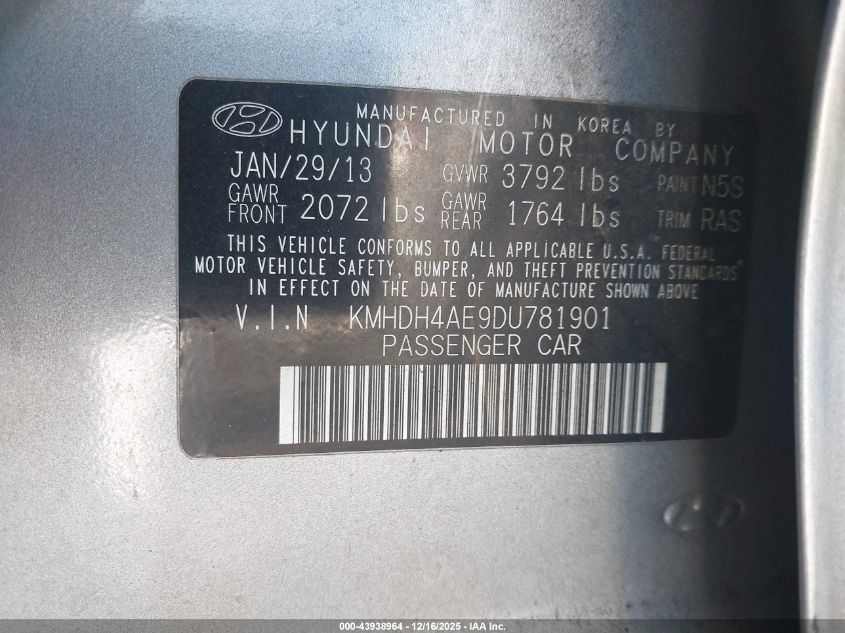 MANUFACTURED IN KOREA BY
HYUNDAI MOTOR COMPANY
JAN/29/13 GVWR 3792 lbs PAINT N5S
GAWR FRONT 2072 lbs GAWR REAR 1764 lbs TRIM RAS
THIS VEHICLE CONFORMS TO ALL APPLICABLE U.S.A. FEDERAL
MOTOR VEHICLE SAFETY, BUMPER, AND THEFT PREVENTION STANDARDS
IN EFFECT ON THE DATE OF MANUFACTURE SHOWN ABOVE
V.I.N KMHDH4AE9DU781901
PASSENGER CAR
000-43938964 - 12/16/2025 - IAA Inc.